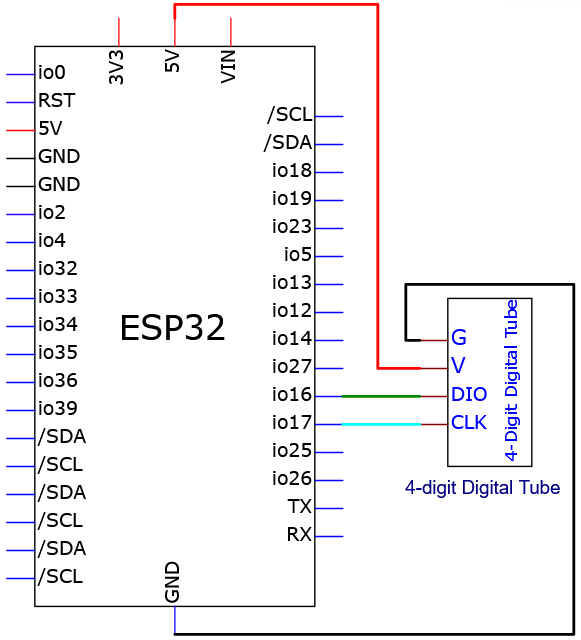 3V3
5V
VIN
io0
RST
5V
GND
GND
io2
io4
io32
io33
io34
io35
io36
io39
/SDA
/SCL
/SDA
/SCL
/SDA
/SCL
ESP32
/SCL
/SDA
io18
io19
io23
io5
io13
io12
io14
io27
io16
io17
io25
io26
TX
RX
GND
G
V
DIO
CLK
4-Digit Digital Tube
4-digit Digital Tube